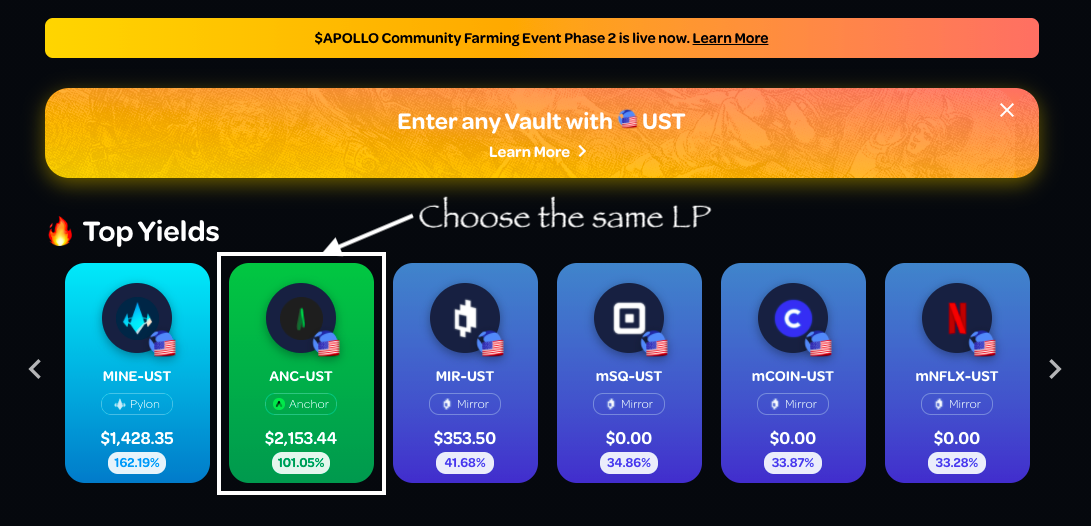 $APOLLO Community Farming Event Phase 2 is live now. Learn More
Enter any Vault with UST
Learn More
Choose the same LP
Top Yields
MINE-UST
Pylon
$1,428.35
162.19%
ANC-UST
Anchor
$2,153.44
101.05%
MIR-UST
Mirror
$353.50
41.68%
mSQ-UST
Mirror
$0.00
34.86%
C
mCOIN-UST
Mirror
$0.00
33.87%
N
mNFLX-UST
Mirror
$0.00
33.28%